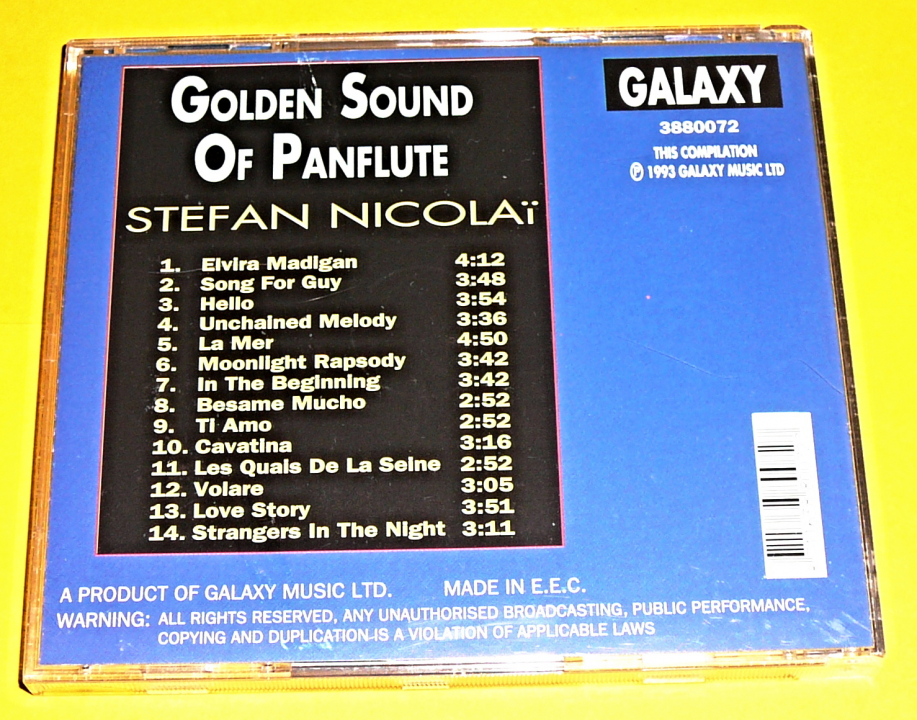 GOLDEN SOUND
OF PANFLUTE
STEFAN NICOLAï
1. Elvira Madigan 4:12
2. Song For Guy 3:48
3. Hello 3:54
4. Unchained Melody 3:36
5. La Mer 4:50
6. Moonlight Rapsody 3:42
7. In The Beginning 3:42
8. Besame Mucho 2:52
9. Ti Amo 2:52
10. Cavatina 3:16
11. Les Quais De La Seine 2:52
12. Volare 3:05
13. Love Story 3:51
14. Strangers In The Night 3:11
GALAXY
3880072
THIS COMPILATION
℗ 1993 GALAXY MUSIC LTD
A PRODUCT OF GALAXY MUSIC LTD. MADE IN E.E.C.
WARNING: ALL RIGHTS RESERVED, ANY UNAUTHORISED BROADCASTING, PUBLIC PERFORMANCE,
COPYING AND DUPLICATION IS A VIOLATION OF APPLICABLE LAWS